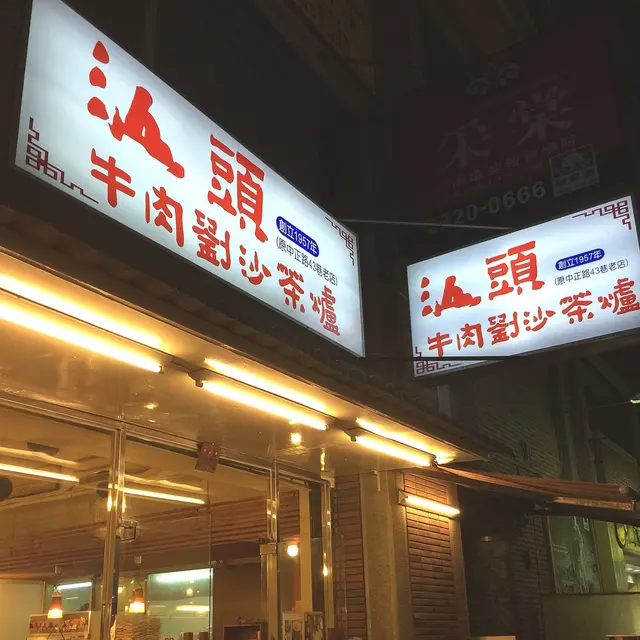 汕頭
創立1957年
(原中正路43巷老店)
牛肉劉沙茶爐
汕頭
創立1957年
(原中正路43巷老店)
牛肉劉沙茶爐
20-0666